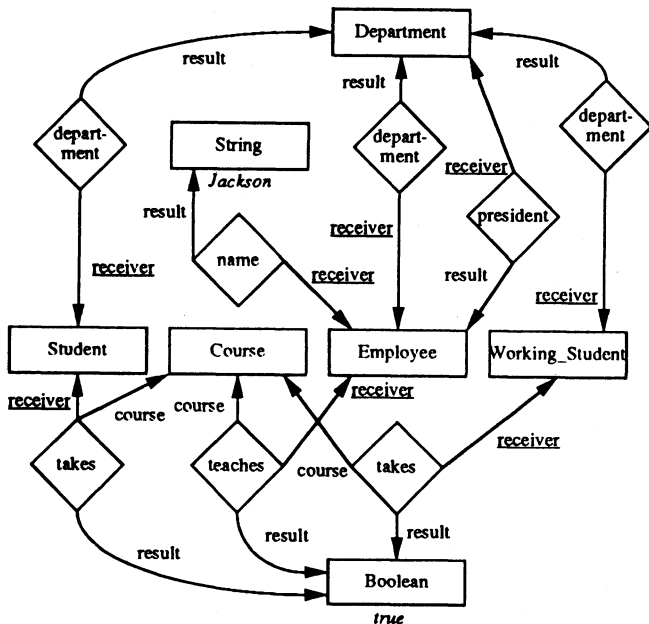 Department
result
result
result
depart-
ment
String
Jackson
depart-
ment
depart-
ment
receiver
result
president
name
receiver
receiver
receiver
result
receiver
Student
Course
Employee
Working_Student
receiver
course
course
receiver
takes
teaches
course
takes
receiver
result
result
result
Boolean
true